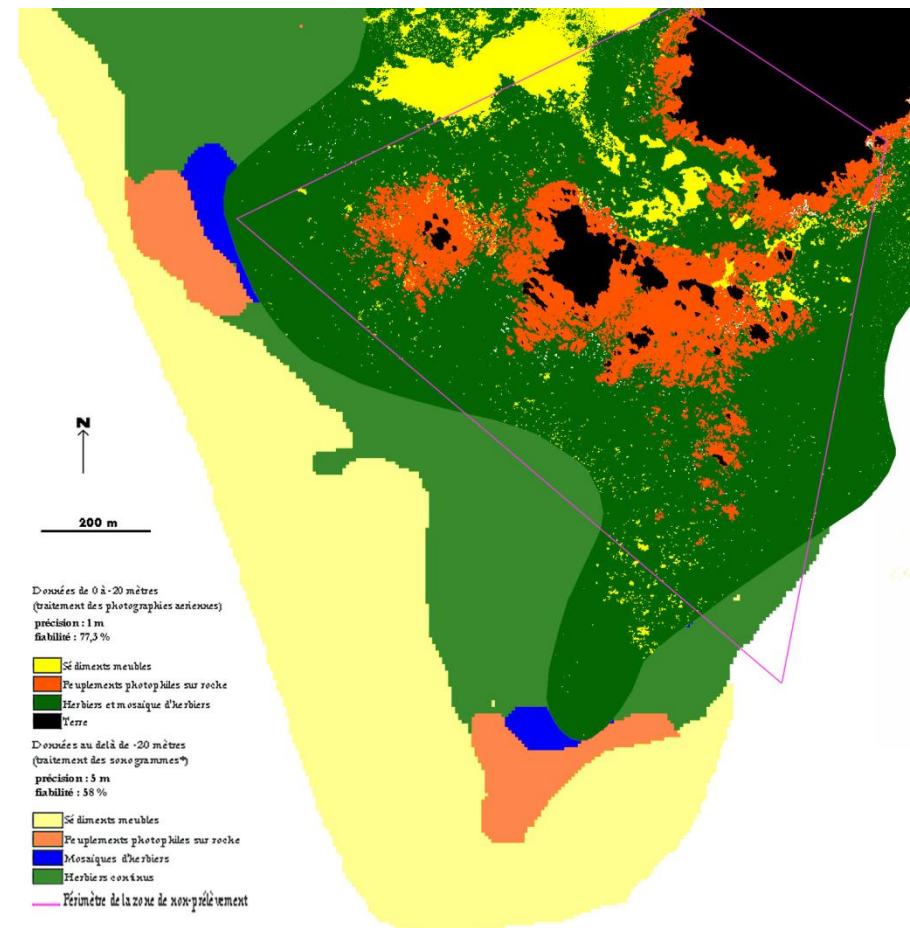 N
200 m
Données de 0 à -20 mètres
(traitement des photographies aeriennes)
précision : 1 m
fiabilité : 77,3 %
Sédiments meubles
Peuplements photophiles sur roche
Herbiers et mosaïque d'herbiers
Terre
Données au delà de -20 mètres
(traitement des sonogrammes*)
précision : 5 m
fiabilité : 58 %
Sédiments meubles
Peuplements photophiles sur roche
Mosaïques d'herbiers
Herbiers continus
Périmètre de la zone de non-prélèvement